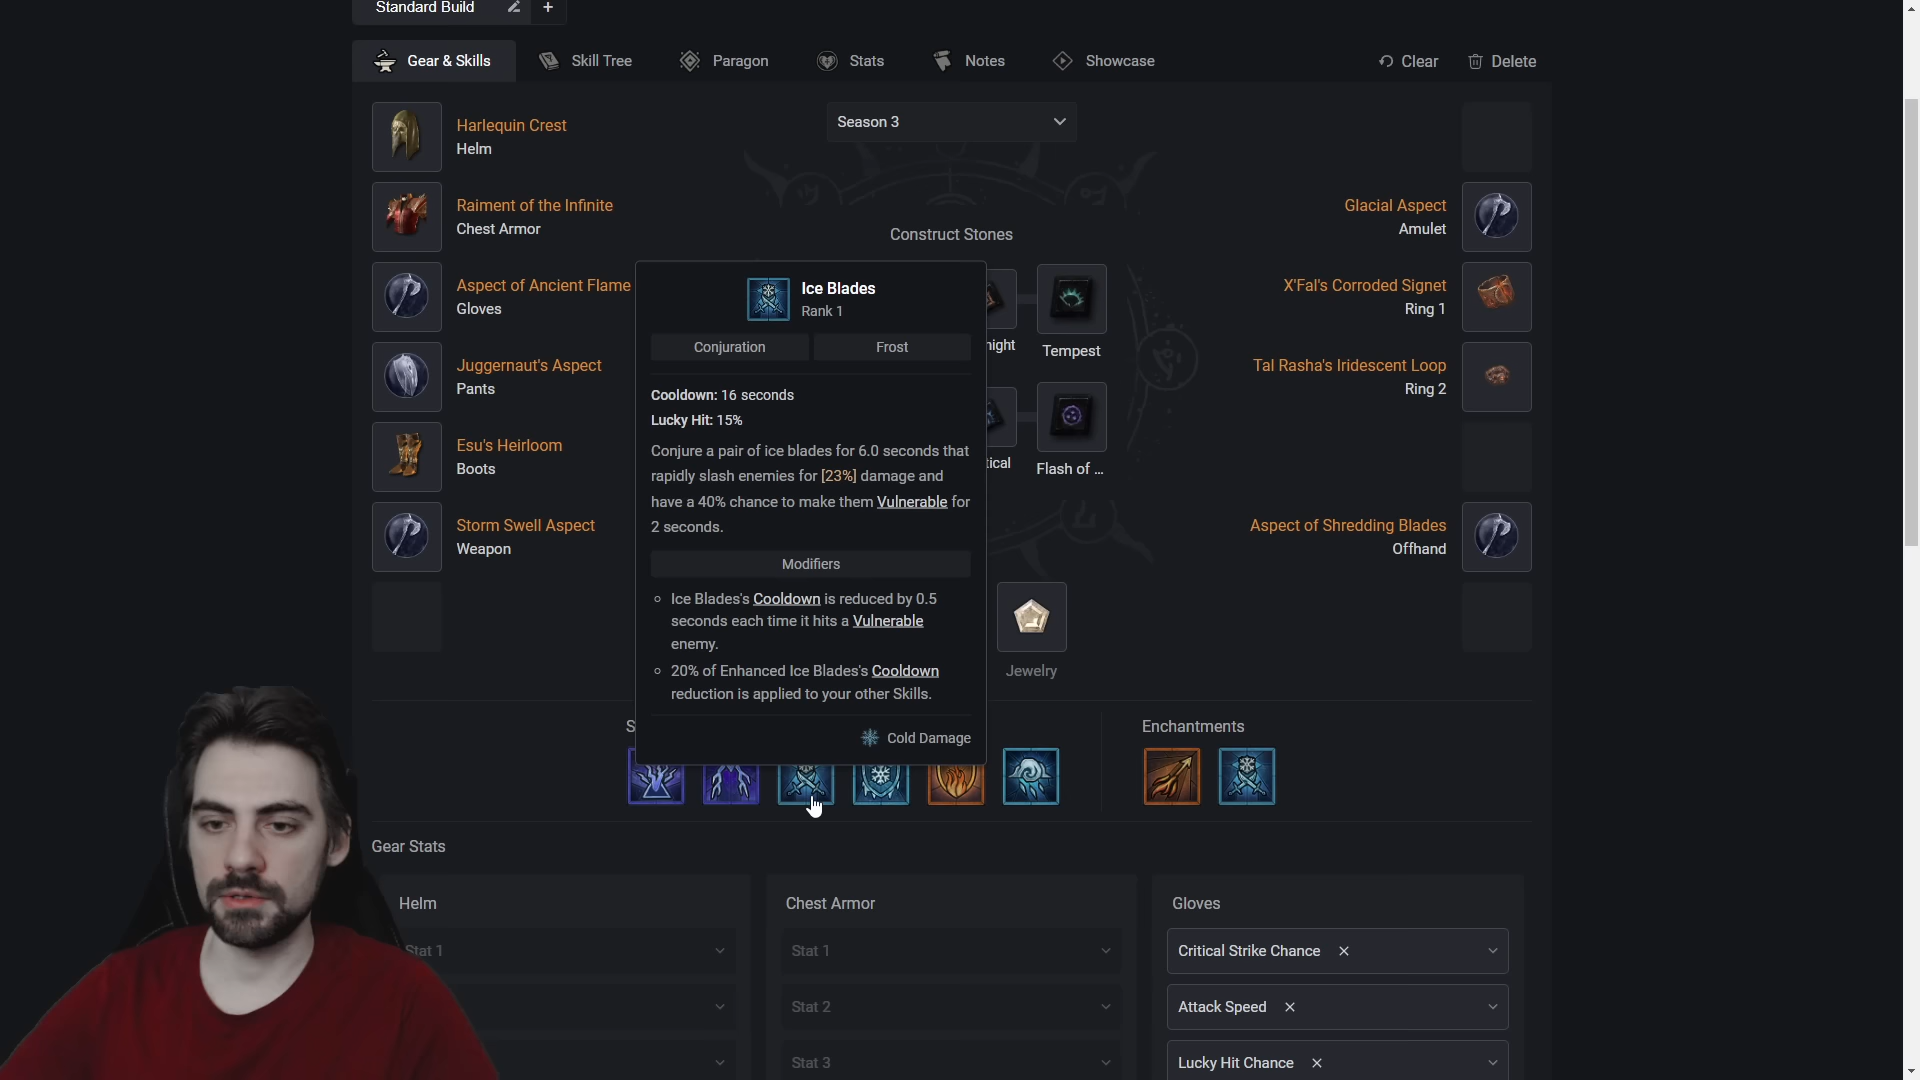 Standard Build +
Gear & Skills
Skill Tree
Paragon
Stats
Notes
Showcase
Clear
Delete
Harlequin Crest
Helm
Season 3
Raiment of the Infinite
Chest Armor
Glacial Aspect
Amulet
Construct Stones
Aspect of Ancient Flame
Gloves
X'Fal's Corroded Signet
Ring 1
Ice Blades
Rank 1
Conjuration
Frost
Cooldown: 16 seconds
Lucky Hit: 15%
Conjure a pair of ice blades for 6.0 seconds that
rapidly slash enemies for [23%] damage and
have a 40% chance to make them Vulnerable for
2 seconds.
Modifiers
Ice Blades's Cooldown is reduced by 0.5
seconds each time it hits a Vulnerable
enemy.
20% of Enhanced Ice Blades's Cooldown
reduction is applied to your other Skills.
Cold Damage
night
Tempest
tical
Flash of ...
Juggernaut's Aspect
Pants
Tal Rasha's Iridescent Loop
Ring 2
Esu's Heirloom
Boots
Storm Swell Aspect
Weapon
Aspect of Shredding Blades
Offhand
Jewelry
S
Enchantments
Gear Stats
Helm
Chest Armor
Gloves
Stat 1
Stat 1
Critical Strike Chance
Stat 2
Attack Speed
Stat 3
Lucky Hit Chance